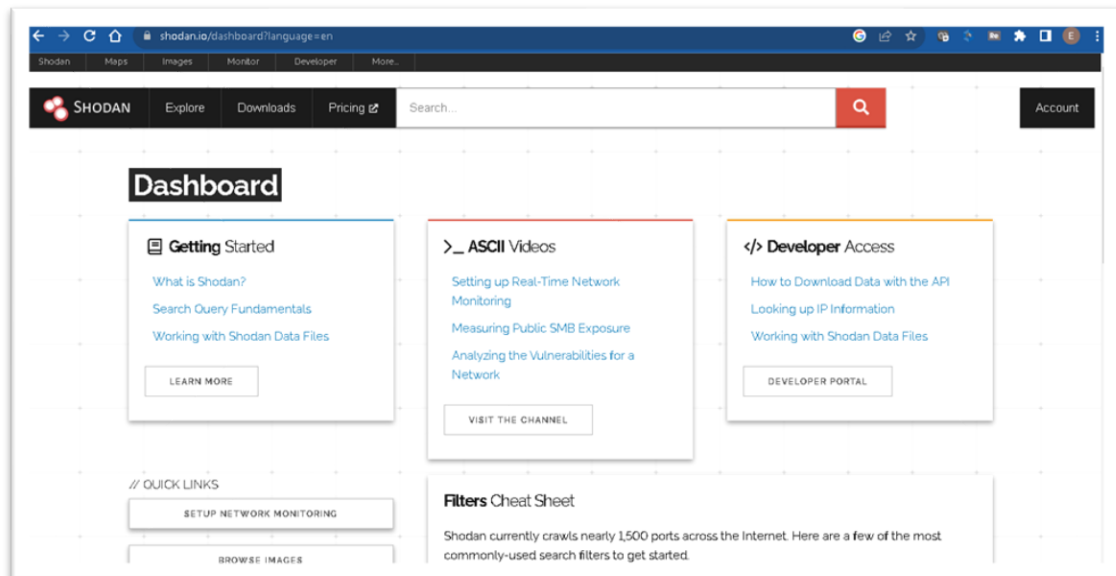 shodan.io/dashboard?language=en
E
Shodan Maps Images Monitor Developer More...
SHODAN Explore Downloads Pricing Search... Account
Dashboard
Getting Started
What is Shodan?
Search Query Fundamentals
Working with Shodan Data Files
LEARN MORE
>_ ASCII Videos
Setting up Real-Time Network
Monitoring
Measuring Public SMB Exposure
Analyzing the Vulnerabilities for a
Network
VISIT THE CHANNEL
</> Developer Access
How to Download Data with the API
Looking up IP Information
Working with Shodan Data Files
DEVELOPER PORTAL
// QUICK LINKS
SETUP NETWORK MONITORING
BROWSE IMAGES
Filters Cheat Sheet
Shodan currently crawls nearly 1,500 ports across the Internet. Here are a few of the most
commonly-used search filters to get started.